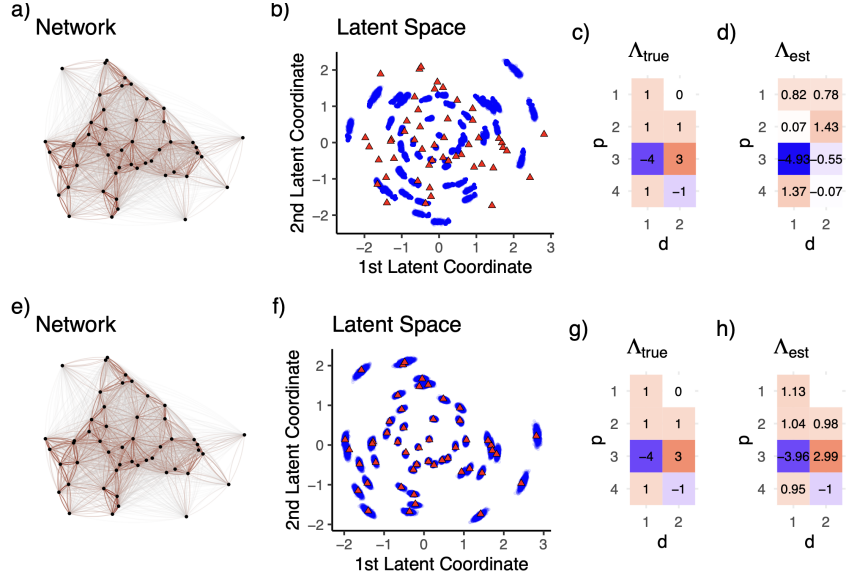 a)
Network
b)
Latent Space
2nd Latent Coordinate
2
1
0
−1
−2
−2 −1 0 1 2 3
1st Latent Coordinate
c)
Λtrue
p
1 1 0
2 1 1
3 −4 3
4 1 −1
1 2
d
d)
Λest
0.82 0.78
0.07 1.43
−4.93 −0.55
1.37 −0.07
1 2
d
e)
Network
f)
Latent Space
2nd Latent Coordinate
2
1
0
−1
−2
−2 −1 0 1 2 3
1st Latent Coordinate
g)
Λtrue
p
1 1 0
2 1 1
3 −4 3
4 1 −1
1 2
d
h)
Λest
p
1 1.13
2 1.04 0.98
3 −3.96 2.99
4 0.95 −1
1 2
d